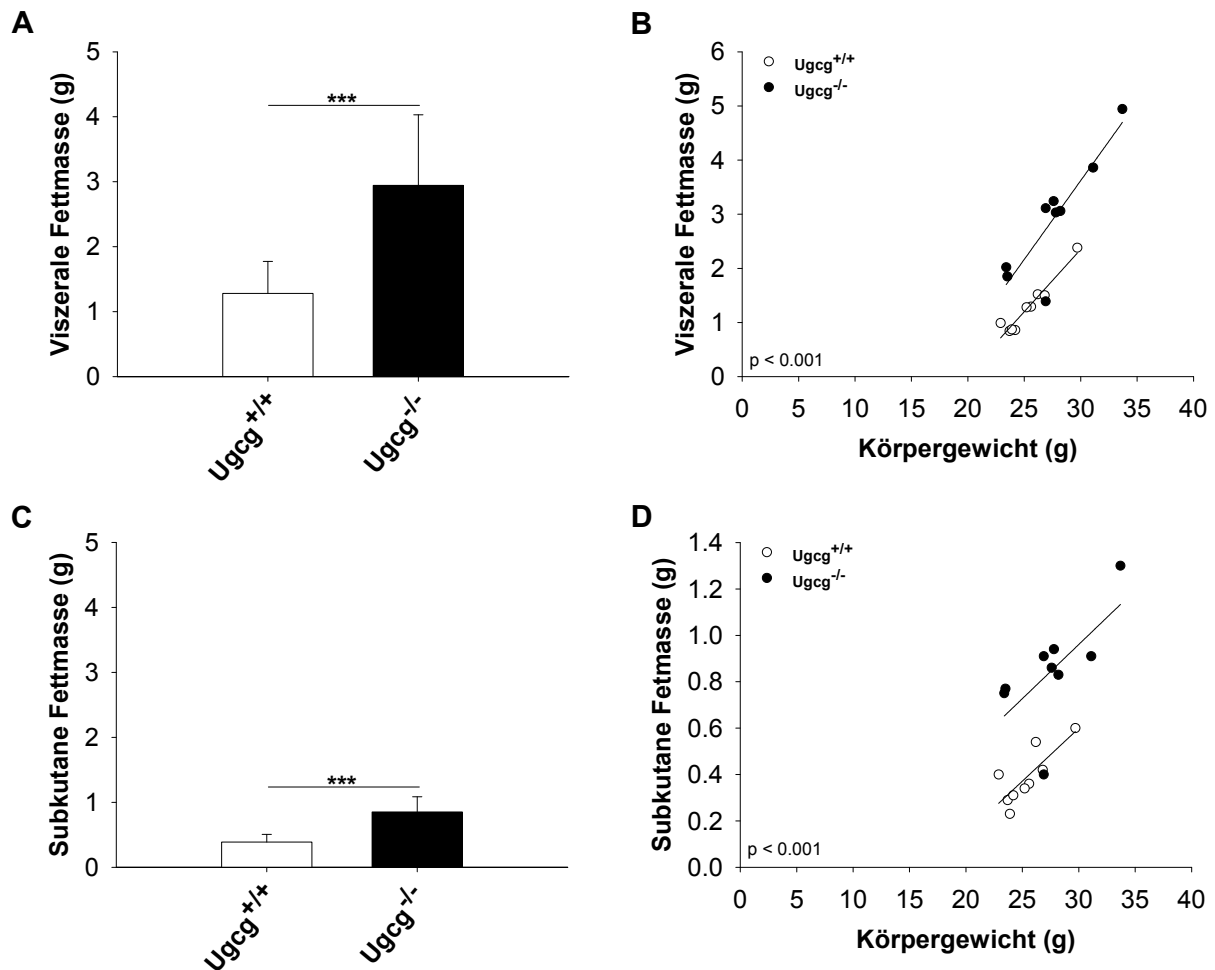 A
Viszerale Fettmasse (g)
5
4
3
2
1
0
***
Ugcg+/+
Ugcg-/-
B
Viszerale Fettmasse (g)
6
5
4
3
2
1
0
Ugcg+/+
Ugcg-/-
p < 0.001
0 5 10 15 20 25 30 35 40
Körpergewicht (g)
C
Subkutane Fettmasse (g)
5
4
3
2
1
0
***
Ugcg+/+
Ugcg-/-
D
Subkutane Fetmasse (g)
1.4
1.2
1.0
0.8
0.6
0.4
0.2
0.0
Ugcg+/+
Ugcg-/-
p < 0.001
0 5 10 15 20 25 30 35 40
Körpergewicht (g)